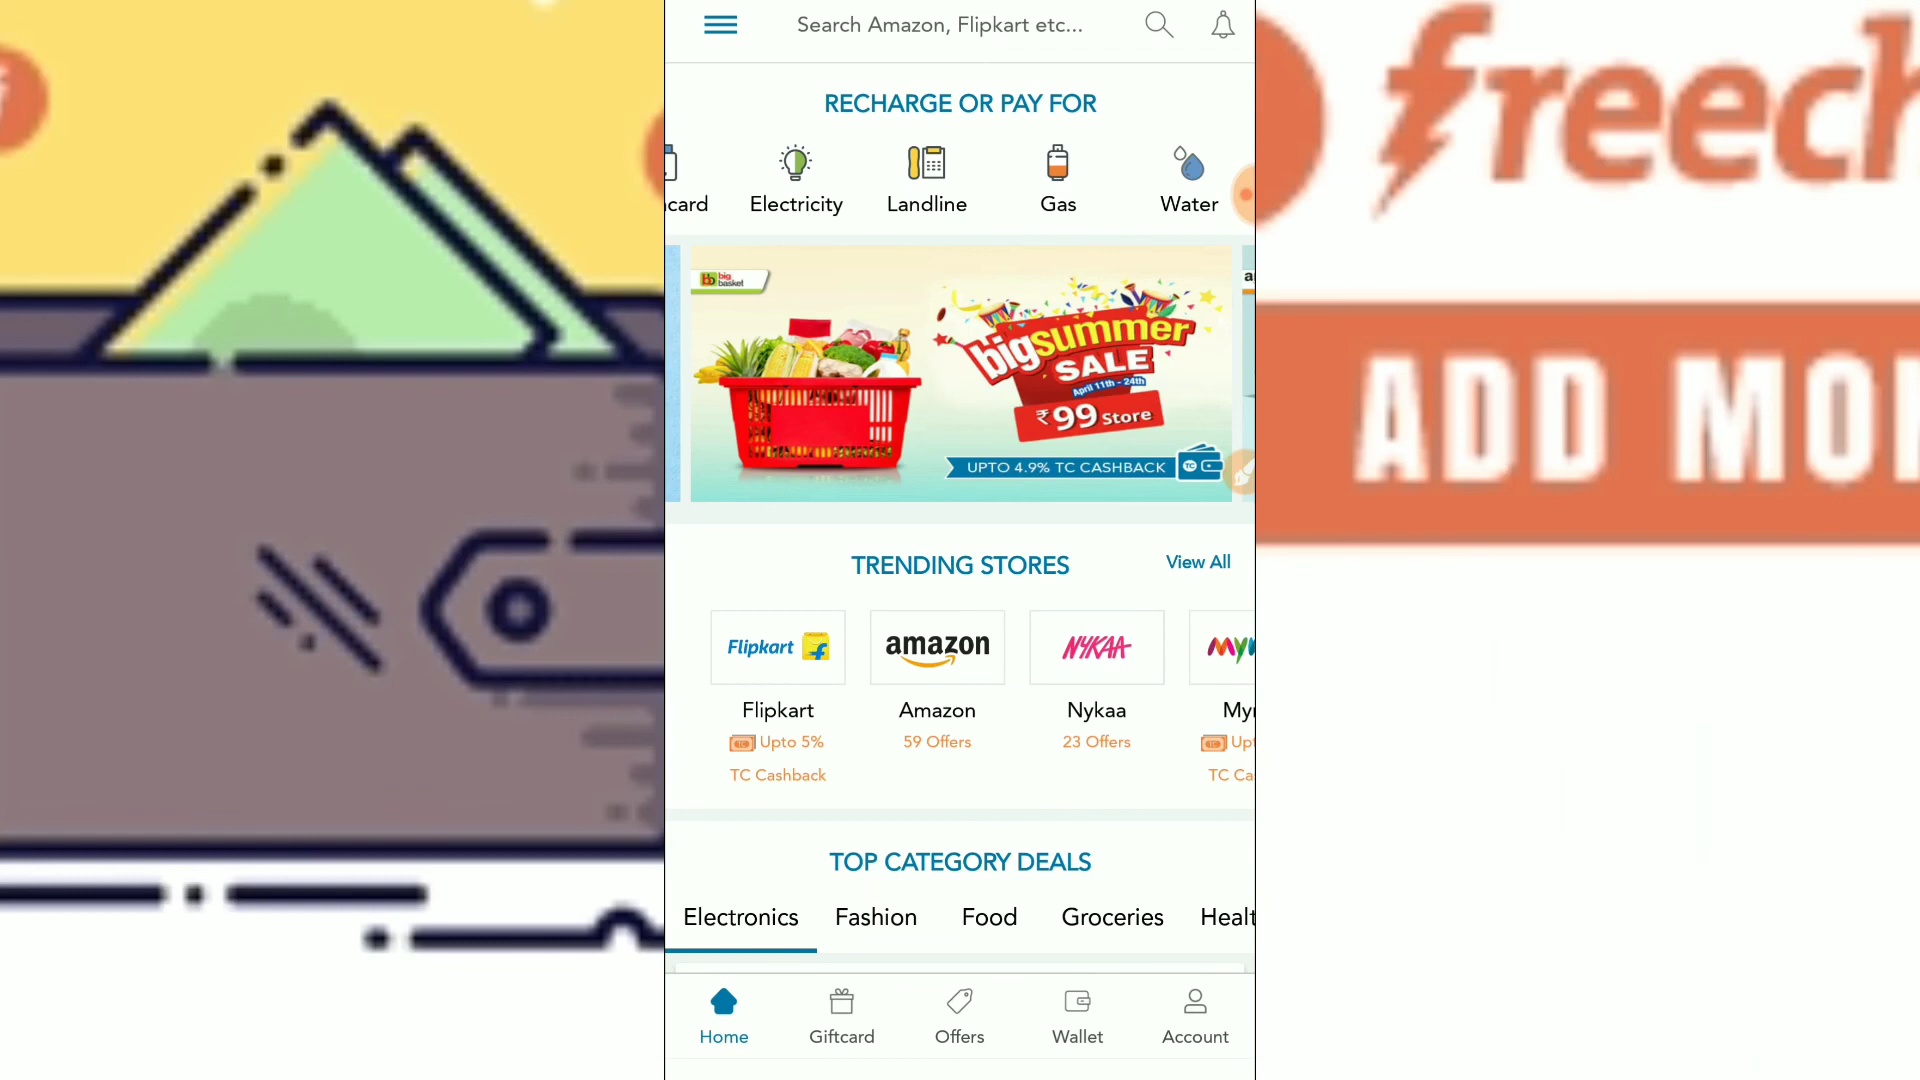 Search Amazon, Flipkart etc...
RECHARGE OR PAY FOR
Electricity
Landline
Gas
Water
big
basket
bigsummer
SALE
April 11th - 24th
₹99 Store
UPTO 4.9% TC CASHBACK
TC
TRENDING STORES
View All
Flipkart
amazon
NYKAA
Flipkart
Amazon
Nykaa
Upto 5%
59 Offers
23 Offers
TC Cashback
TOP CATEGORY DEALS
Electronics
Fashion
Food
Groceries
Home
Giftcard
Offers
Wallet
Account
freech
ADD MO